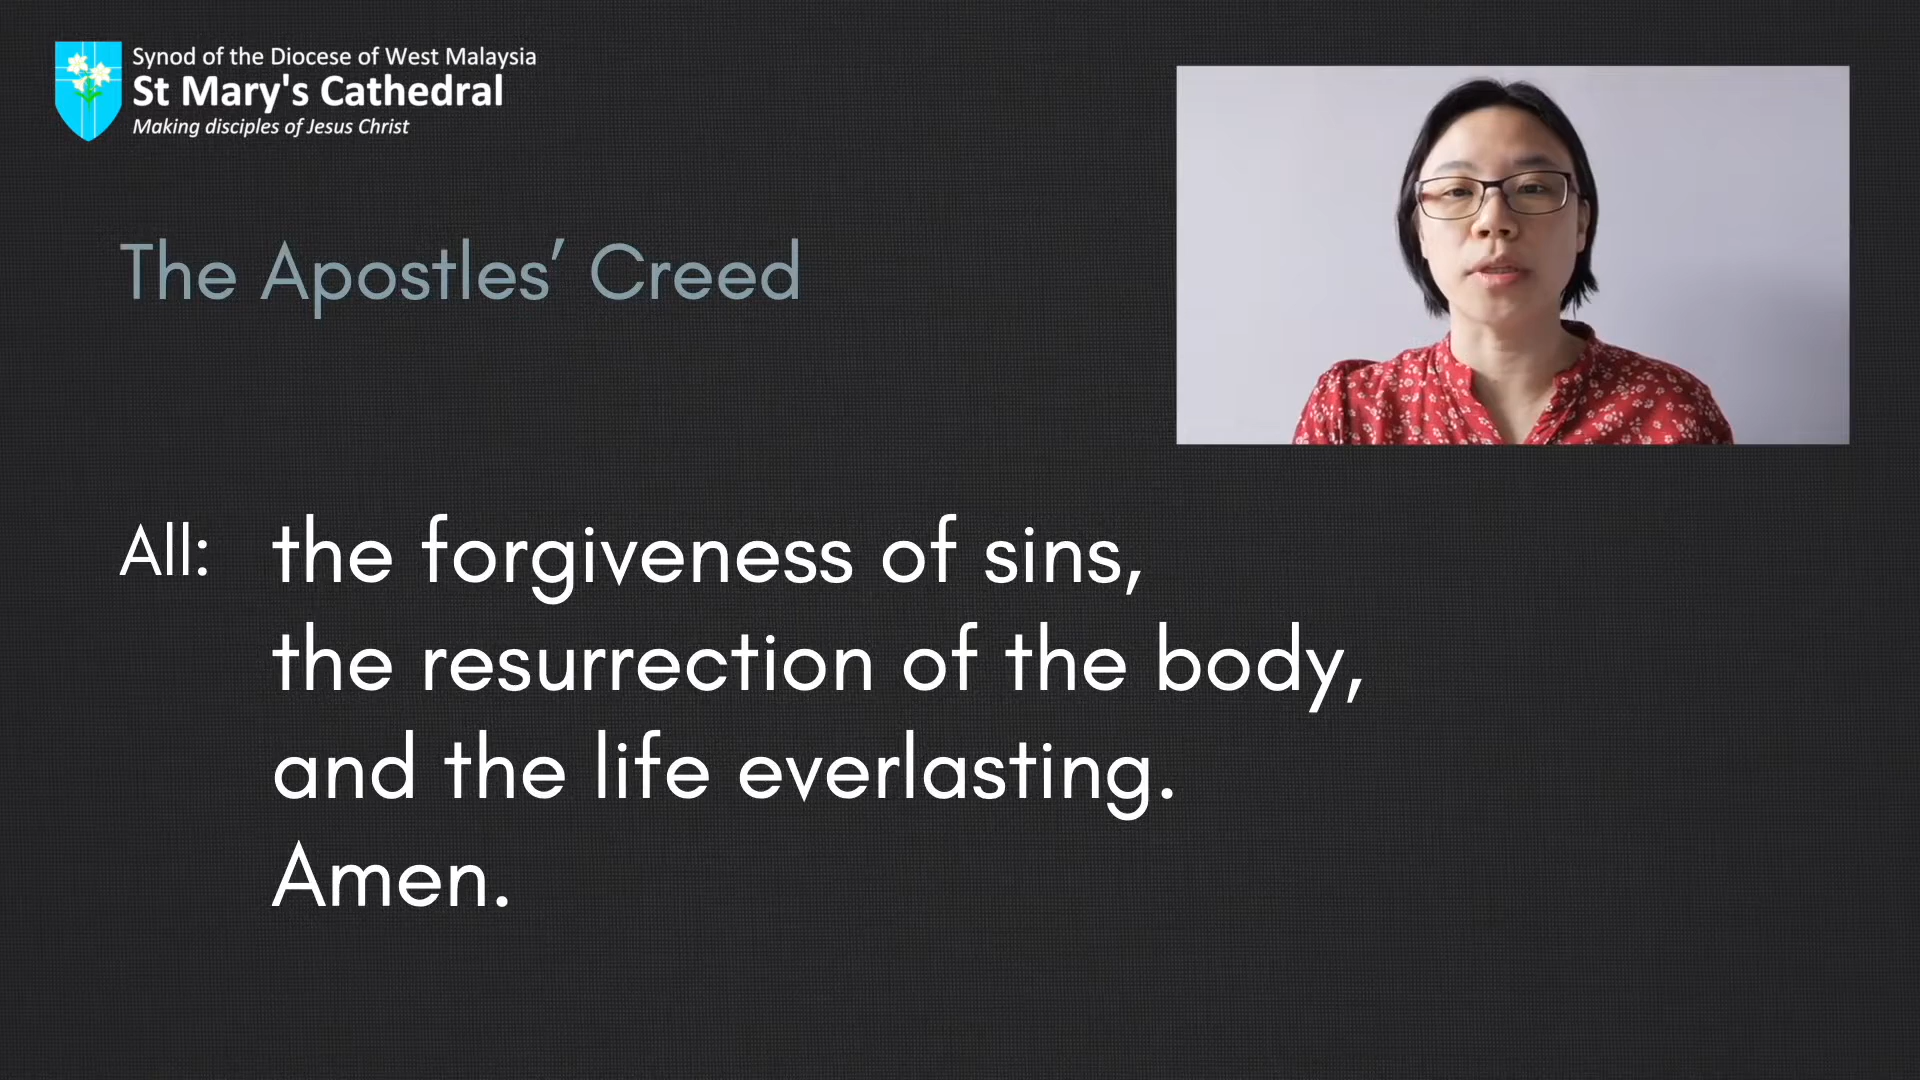 Synod of the Diocese of West Malaysia
St Mary's Cathedral
Making disciples of Jesus Christ
The Apostles’ Creed
All: the forgiveness of sins,
the resurrection of the body,
and the life everlasting.
Amen.